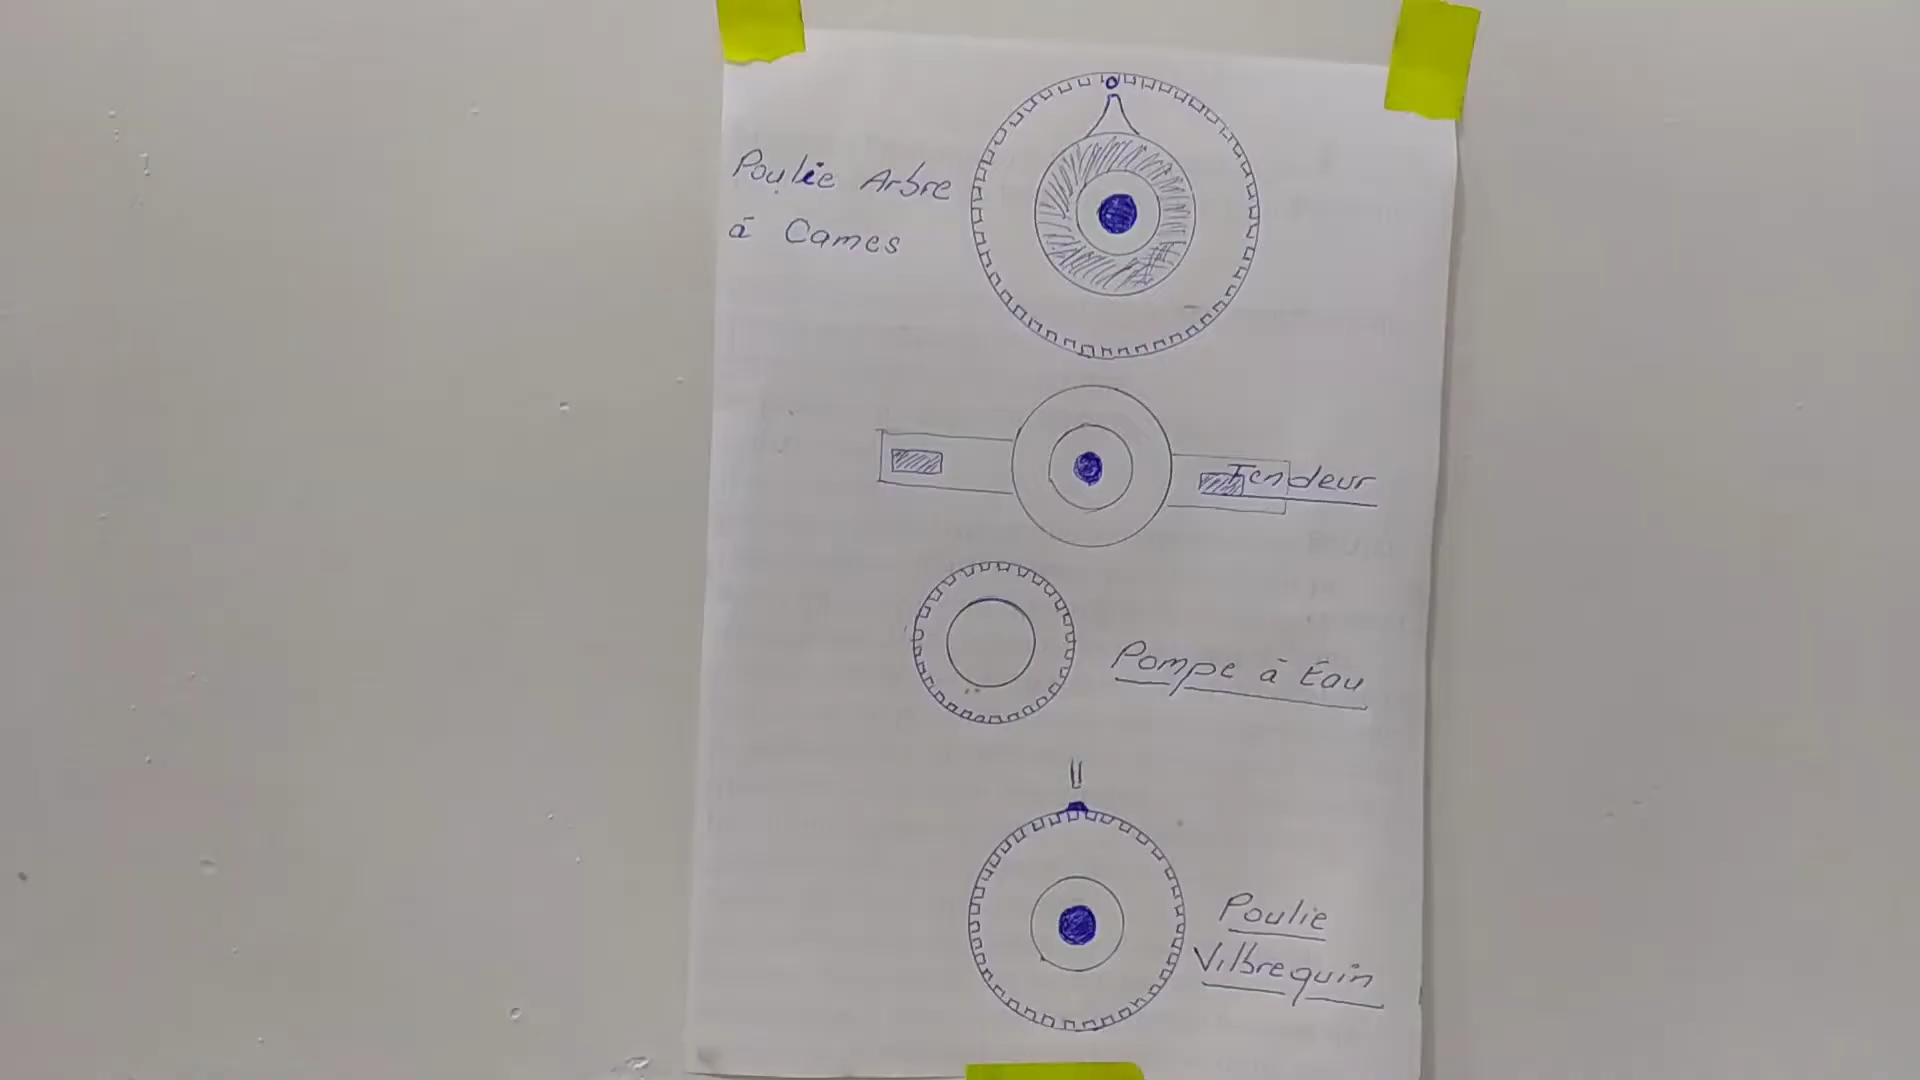 Poulie Arbre
à Cames
Tendeur
Pompe à Eau
Poulie
Vilbrequin